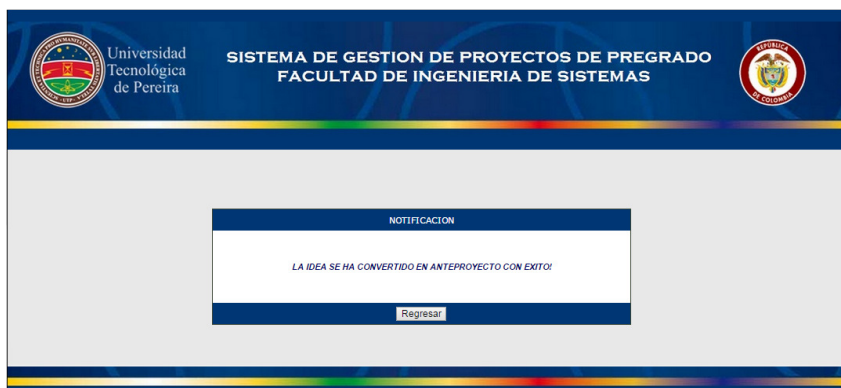 Universidad
Tecnológica
de Pereira
SISTEMA DE GESTION DE PROYECTOS DE PREGRADO
FACULTAD DE INGENIERIA DE SISTEMAS
REPUBLICA
DE COLOMBIA
NOTIFICACION
LA IDEA SE HA CONVERTIDO EN ANTEPROYECTO CON EXITO!
Regresar